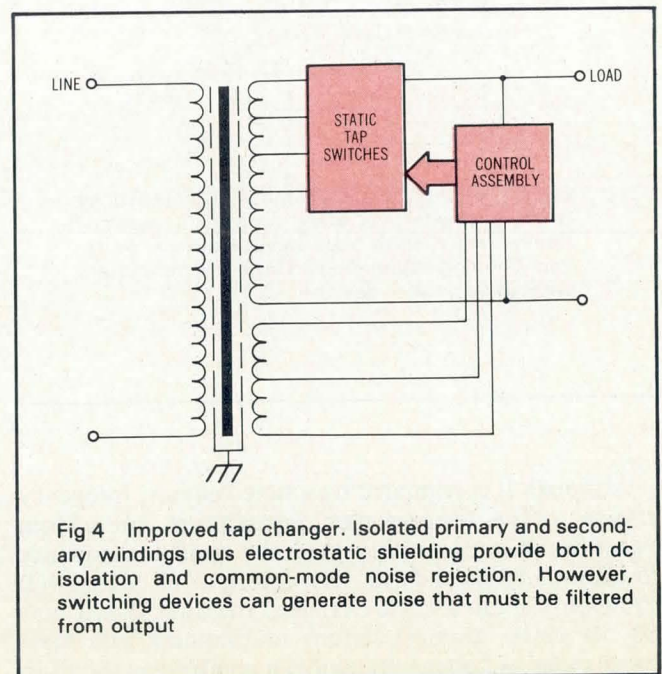 LINE
LOAD
STATIC
TAP
SWITCHES
CONTROL
ASSEMBLY
Fig 4 Improved tap changer. Isolated primary and second-
ary windings plus electrostatic shielding provide both dc
isolation and common-mode noise rejection. However,
switching devices can generate noise that must be filtered
from output